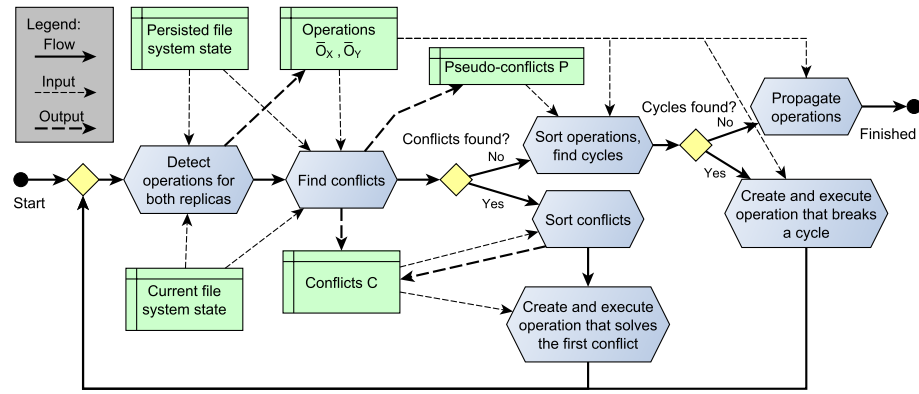 Legend:
Flow
Input
Output
Persisted file
system state
Operations
O̅X , O̅Y
Pseudo-conflicts P
Propagate
operations
Finished
Cycles found?
No
Yes
Sort operations,
find cycles
Conflicts found?
No
Yes
Detect
operations for
both replicas
Find conflicts
Start
Sort conflicts
Create and execute
operation that breaks
a cycle
Current file
system state
Conflicts C
Create and execute
operation that solves
the first conflict